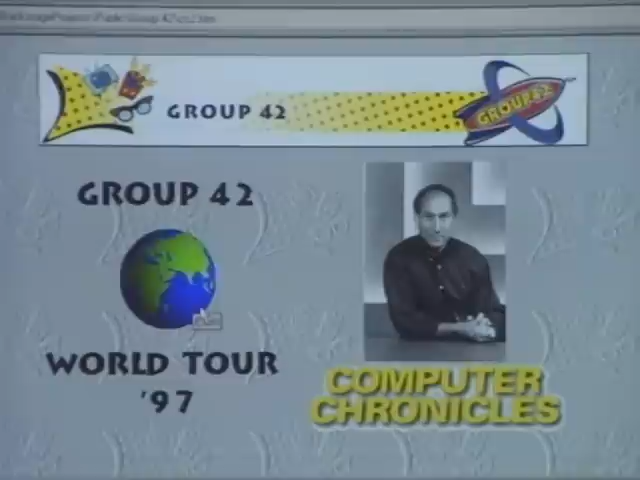 GROUP 42
GROUP 42
GROUP 42
WORLD TOUR
'97
COMPUTER
CHRONICLES